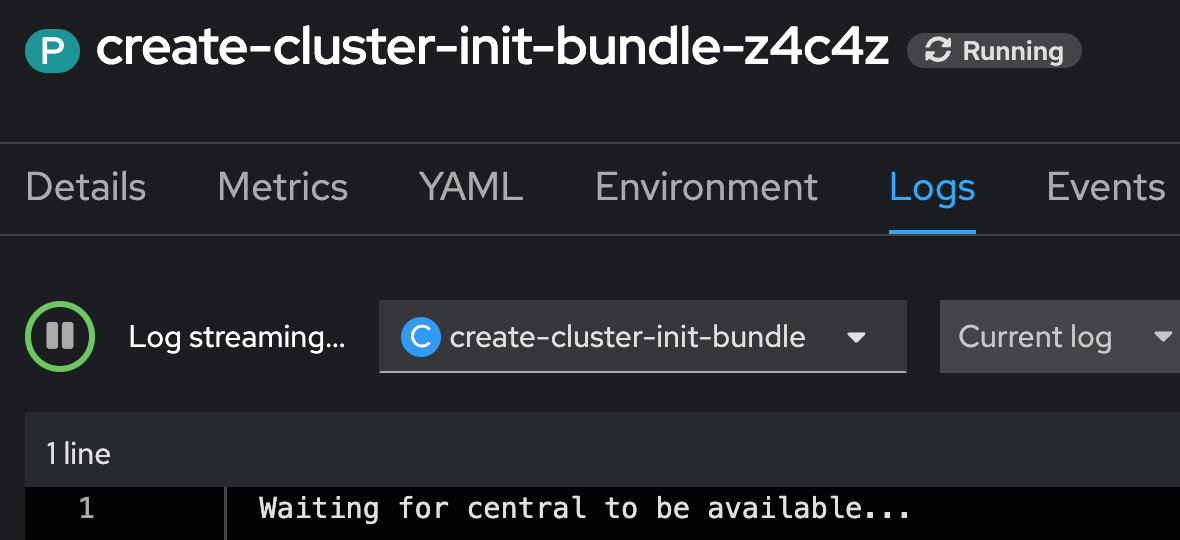 P create-cluster-init-bundle-z4c4z Running
Details Metrics YAML Environment Logs Events
Log streaming... C create-cluster-init-bundle Current log
1 line
1 Waiting for central to be available...